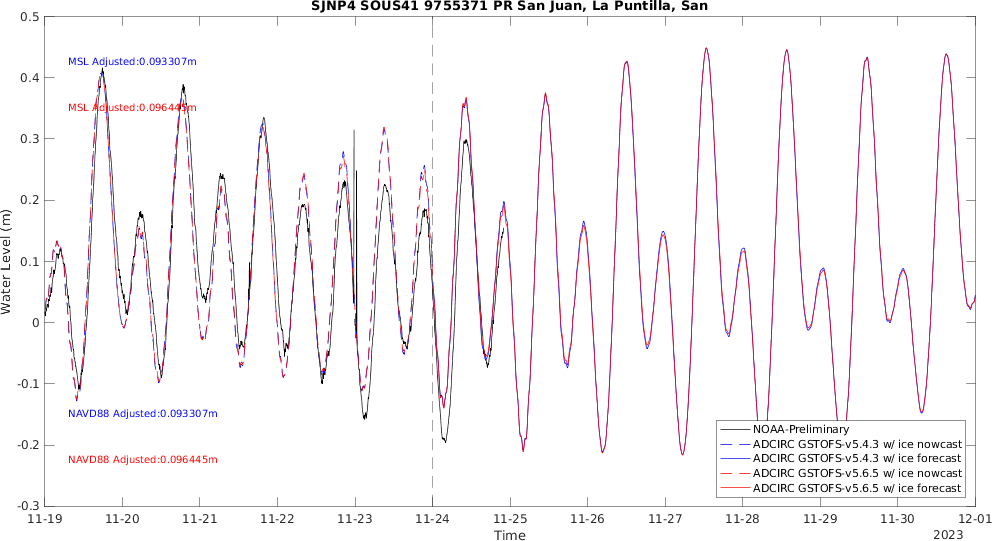 SJNP4 SOUS41 9755371 PR San Juan, La Puntilla, San
0.5
0.4
0.3
0.2
0.1
0
-0.1
-0.2
-0.3
Water Level (m)
MSL Adjusted:0.093307m
MSL Adjusted:0.096445m
NAVD88 Adjusted:0.093307m
NAVD88 Adjusted:0.096445m
NOAA-Preliminary
ADCIRC GSTOFS-v5.4.3 w/ ice nowcast
ADCIRC GSTOFS-v5.4.3 w/ ice forecast
ADCIRC GSTOFS-v5.6.5 w/ ice nowcast
ADCIRC GSTOFS-v5.6.5 w/ ice forecast
11-19 11-20 11-21 11-22 11-23 11-24 11-25 11-26 11-27 11-28 11-29 11-30 12-01
Time
2023